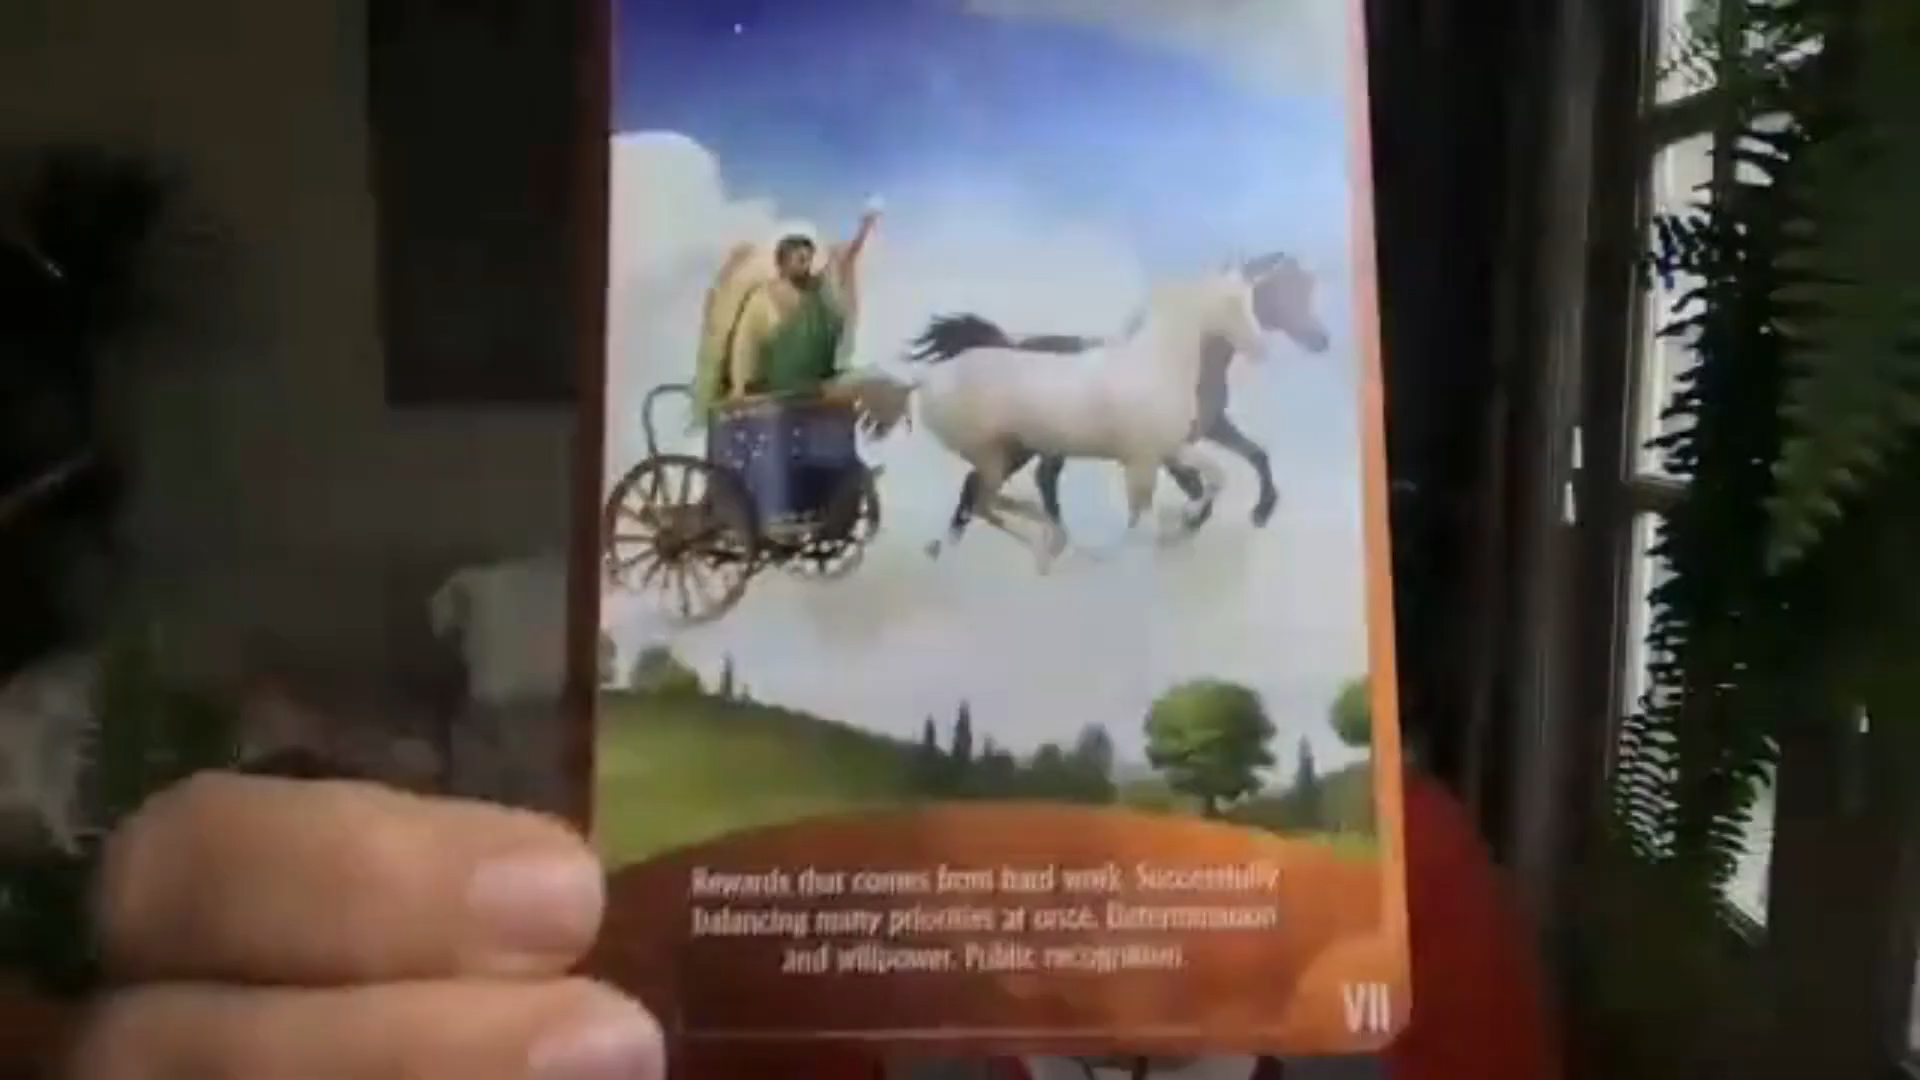 Rewards that comes from hard work. Successfully
balancing many priorities at once. Determination
and willpower. Public recognition.
VII